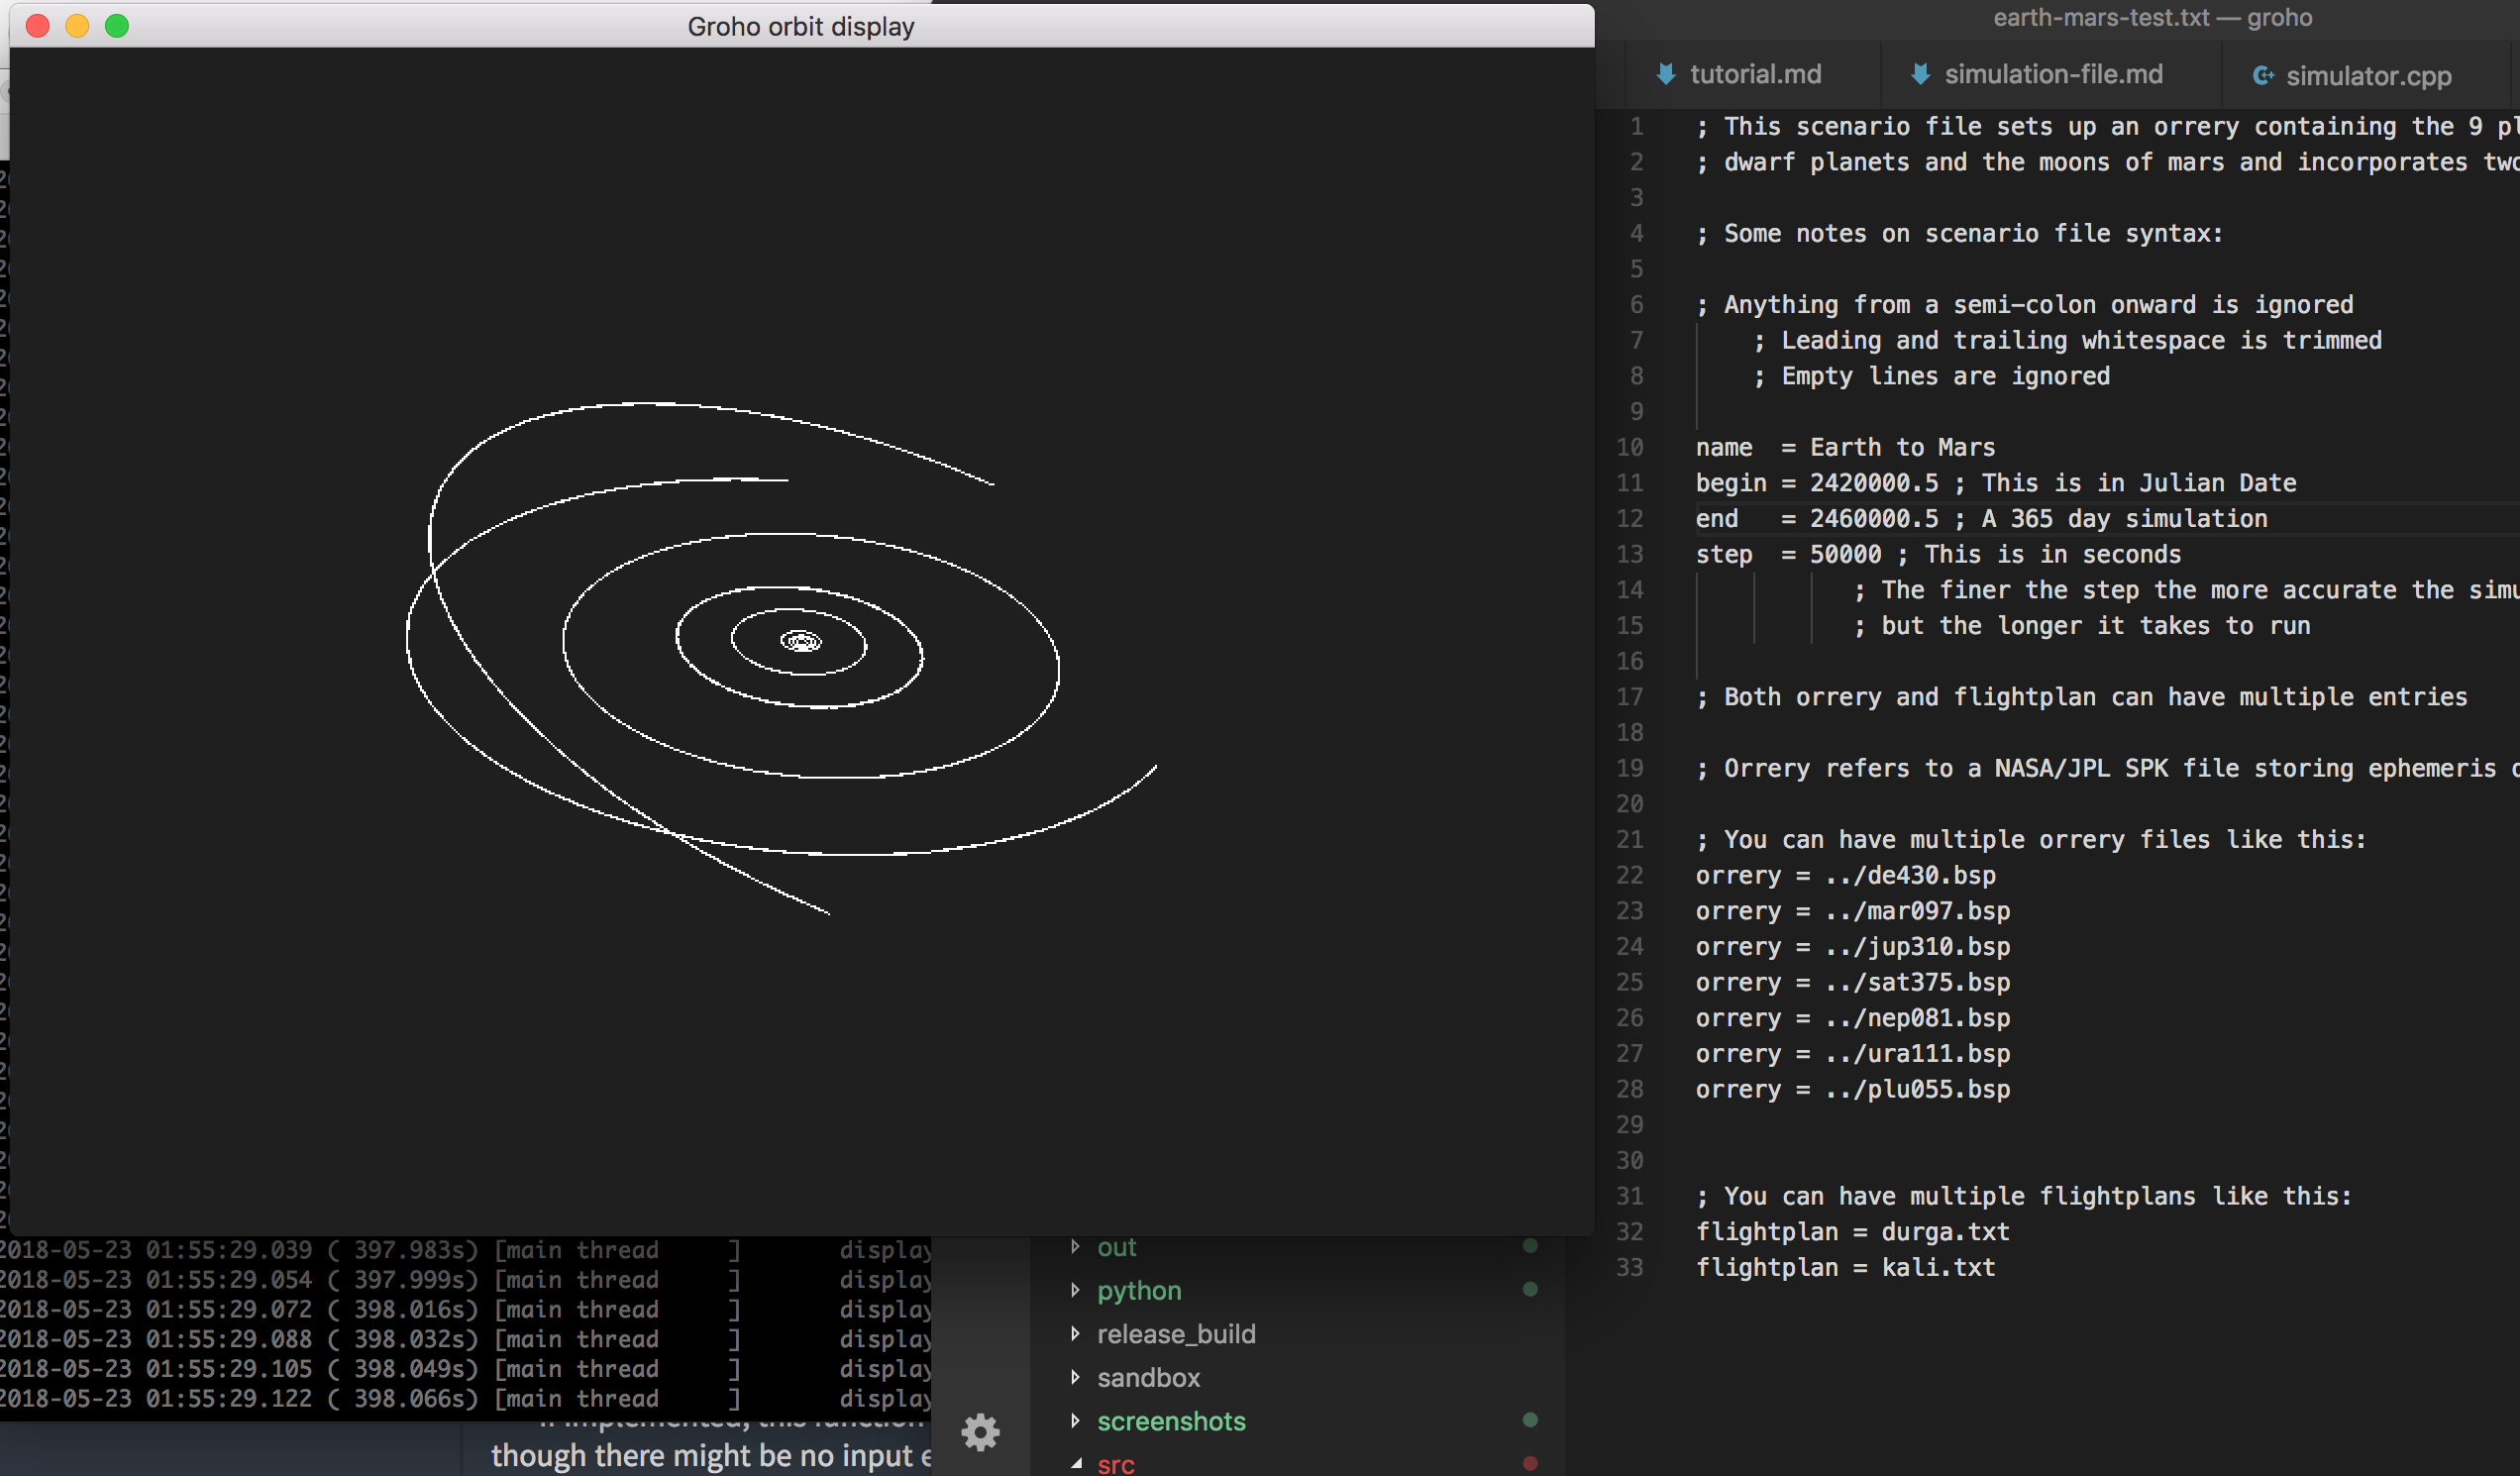 Groho orbit display
earth-mars-test.txt — groho
tutorial.md
simulation-file.md
simulator.cpp
1 ; This scenario file sets up an orrery containing the 9
2 ; dwarf planets and the moons of mars and incorporates
3
4 ; Some notes on scenario file syntax:
5
6 ; Anything from a semi-colon onward is ignored
7 ; Leading and trailing whitespace is trimmed
8 ; Empty lines are ignored
9
10 name = Earth to Mars
11 begin = 2420000.5 ; This is in Julian Date
12 end = 2460000.5 ; A 365 day simulation
13 step = 50000 ; This is in seconds
14 ; The finer the step the more accurate the
15 ; but the longer it takes to run
16
17 ; Both orrery and flightplan can have multiple entries
18
19 ; Orrery refers to a NASA/JPL SPK file storing ephemeris
20
21 ; You can have multiple orrery files like this:
22 orrery = ../de430.bsp
23 orrery = ../mar097.bsp
24 orrery = ../jup310.bsp
25 orrery = ../sat375.bsp
26 orrery = ../nep081.bsp
27 orrery = ../ura111.bsp
28 orrery = ../plu055.bsp
29
30
31 ; You can have multiple flightplans like this:
32 flightplan = durga.txt
33 flightplan = kali.txt
2018-05-23 01:55:29.039 ( 397.983s) [main thread ] display
2018-05-23 01:55:29.054 ( 397.999s) [main thread ] display
2018-05-23 01:55:29.072 ( 398.016s) [main thread ] display
2018-05-23 01:55:29.088 ( 398.032s) [main thread ] display
2018-05-23 01:55:29.105 ( 398.049s) [main thread ] display
2018-05-23 01:55:29.122 ( 398.066s) [main thread ] display
implemented, this function
though there might be no input
out
python
release_build
sandbox
screenshots
src